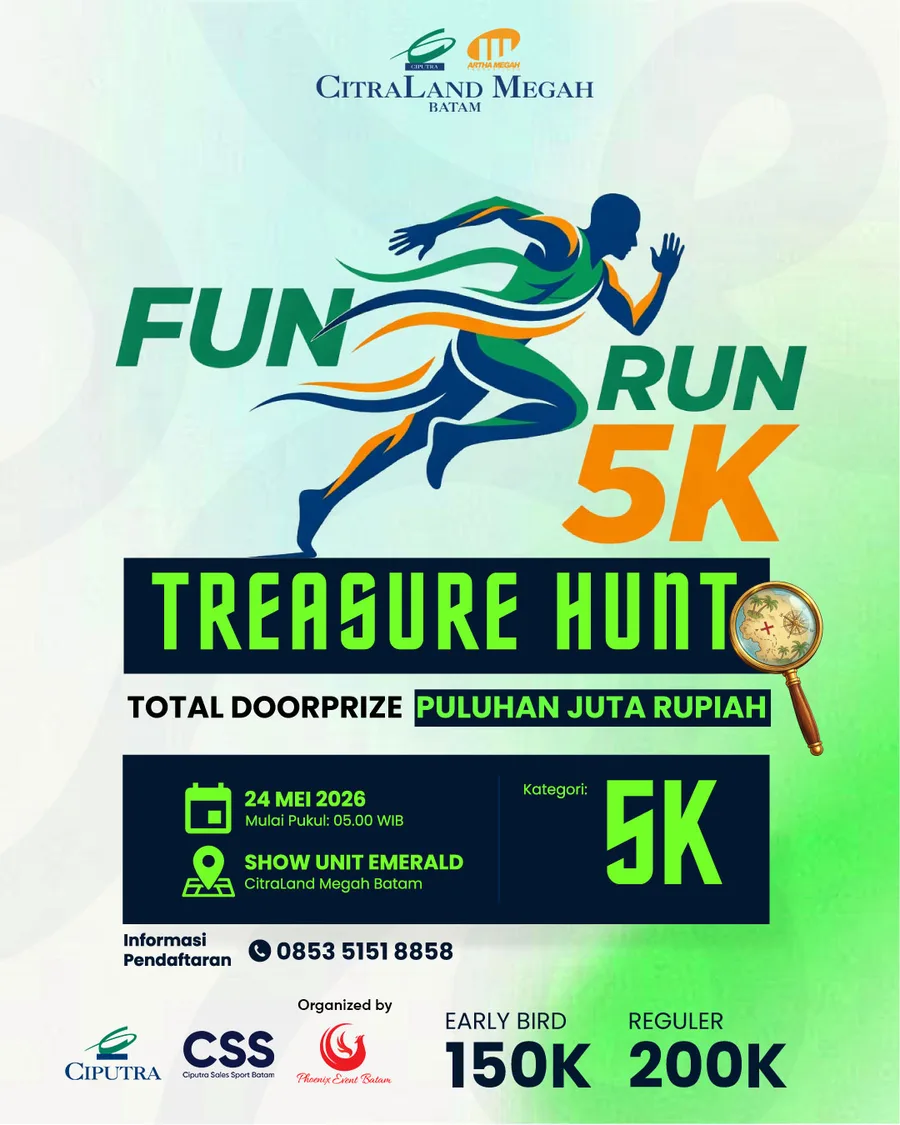 CIPUTRA
ARTHA MEGAH
CITRALAND MEGAH
BATAM
FUN
RUN
5K
TREASURE HUNT
TOTAL DOORPRIZE PULUHAN JUTA RUPIAH
24 MEI 2026
Mulai Pukul: 05.00 WIB
SHOW UNIT EMERALD
CitraLand Megah Batam
Kategori:
5K
Informasi
Pendaftaran
0853 5151 8858
Organized by
CIPUTRA
CSS
Ciputra Sales Sport Batam
Phoenix Event Batam
EARLY BIRD
150K
REGULER
200K